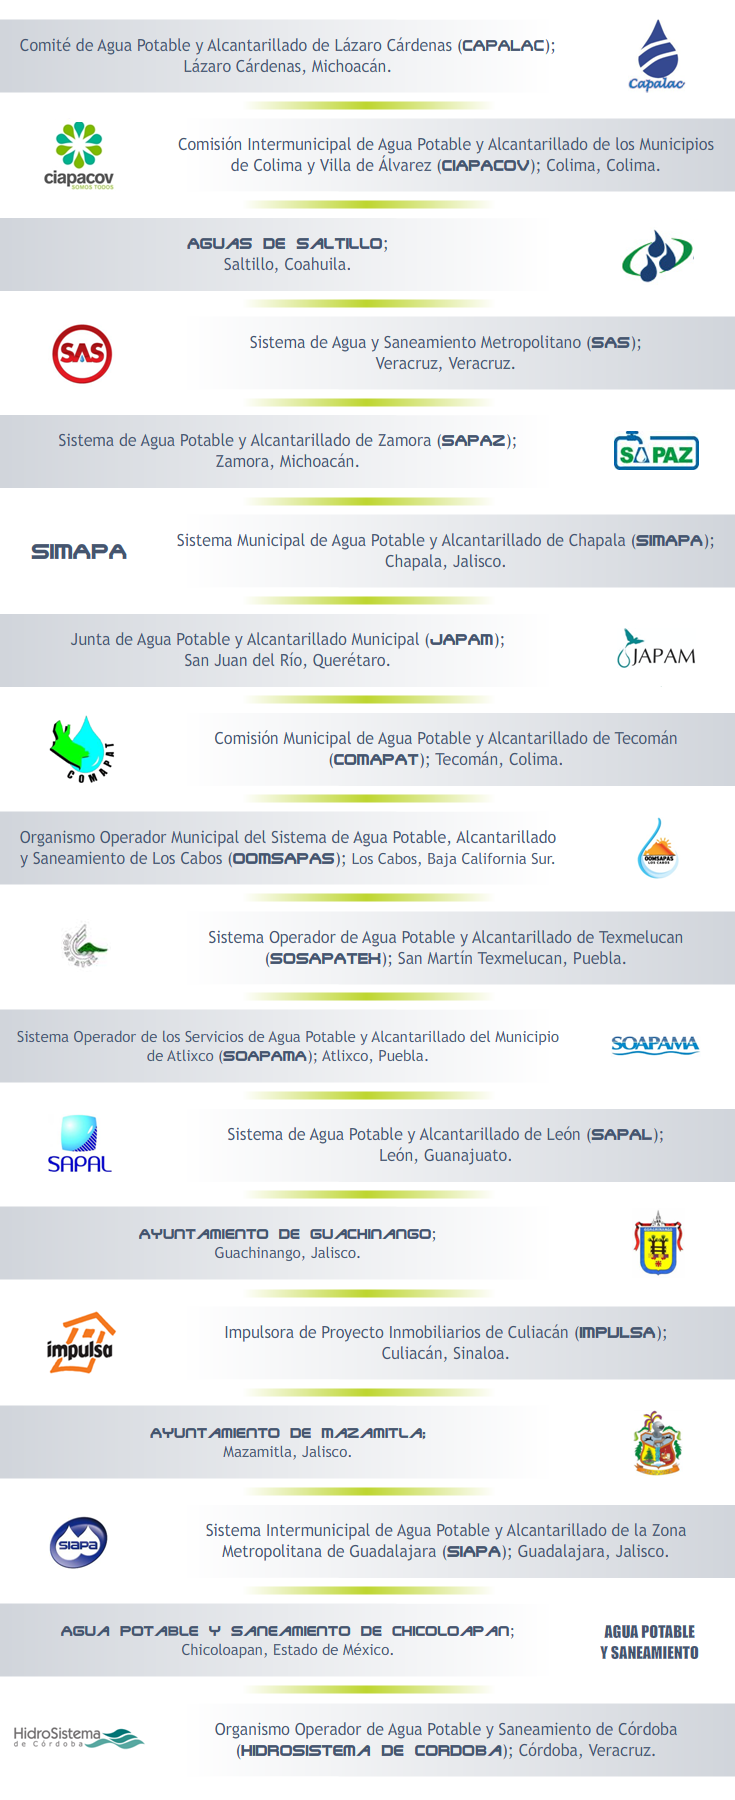 Comité de Agua Potable y Alcantarillado de Lázaro Cárdenas (CAPALAC);
Lázaro Cárdenas, Michoacán.
Capalac
ciapacov
SOMOS TODOS
Comisión Intermunicipal de Agua Potable y Alcantarillado de los Municipios
de Colima y Villa de Álvarez (CIAPACOV); Colima, Colima.
AGUAS DE SALTILLO;
Saltillo, Coahuila.
SAS
Sistema de Agua y Saneamiento Metropolitano (SAS);
Veracruz, Veracruz.
Sistema de Agua Potable y Alcantarillado de Zamora (SAPAZ);
Zamora, Michoacán.
SAPAZ
SIMAPA
Sistema Municipal de Agua Potable y Alcantarillado de Chapala (SIMAPA);
Chapala, Jalisco.
Junta de Agua Potable y Alcantarillado Municipal (JAPAM);
San Juan del Río, Querétaro.
JAPAM
COMAPAT
Comisión Municipal de Agua Potable y Alcantarillado de Tecomán
(COMAPAT); Tecomán, Colima.
Organismo Operador Municipal del Sistema de Agua Potable, Alcantarillado
y Saneamiento de Los Cabos (OOMSAPAS); Los Cabos, Baja California Sur.
OOMSAPAS
LOS CABOS
Sistema Operador de Agua Potable y Alcantarillado de Texmelucan
(SOSAPATEX); San Martín Texmelucan, Puebla.
Sistema Operador de los Servicios de Agua Potable y Alcantarillado del Municipio
de Atlixco (SOAPAMA); Atlixco, Puebla.
SOAPAMA
SAPAL
Sistema de Agua Potable y Alcantarillado de León (SAPAL);
León, Guanajuato.
AYUNTAMIENTO DE GUACHINANGO;
Guachinango, Jalisco.
impulsa
Impulsora de Proyecto Inmobiliarios de Culiacán (IMPULSA);
Culiacán, Sinaloa.
AYUNTAMIENTO DE MAZAMITLA;
Mazamitla, Jalisco.
SIAPA
Sistema Intermunicipal de Agua Potable y Alcantarillado de la Zona
Metropolitana de Guadalajara (SIAPA); Guadalajara, Jalisco.
AGUA POTABLE Y SANEAMIENTO DE CHICOLOAPAN;
Chicoloapan, Estado de México.
AGUA POTABLE
Y SANEAMIENTO
HidroSistema
de Córdoba
Organismo Operador de Agua Potable y Saneamiento de Córdoba
(HIDROSISTEMA DE CORDOBA); Córdoba, Veracruz.